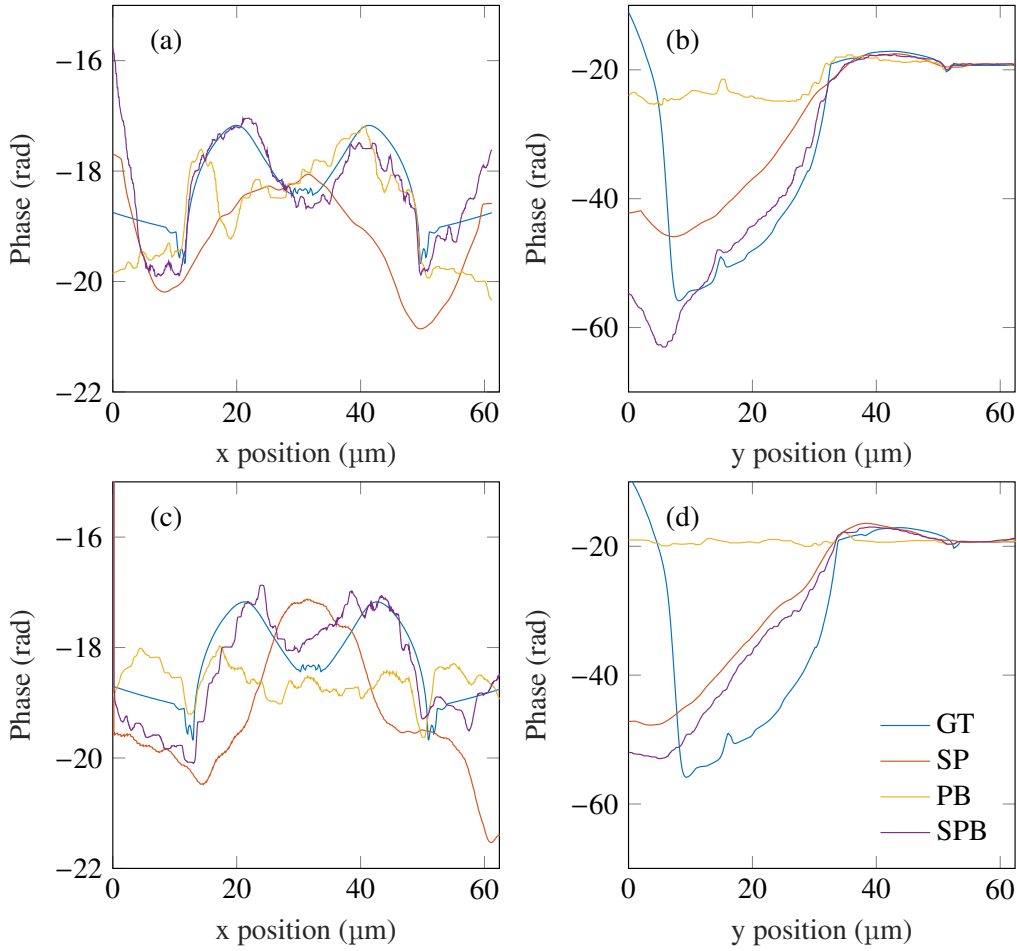 (a)
−16
−18
−20
−22
Phase (rad)
0
20
40
60
x position (µm)
(b)
−20
−40
−60
Phase (rad)
0
20
40
60
y position (µm)
(c)
−16
−18
−20
−22
Phase (rad)
0
20
40
60
x position (µm)
(d)
−20
−40
−60
Phase (rad)
0
20
40
60
y position (µm)
GT
SP
PB
SPB